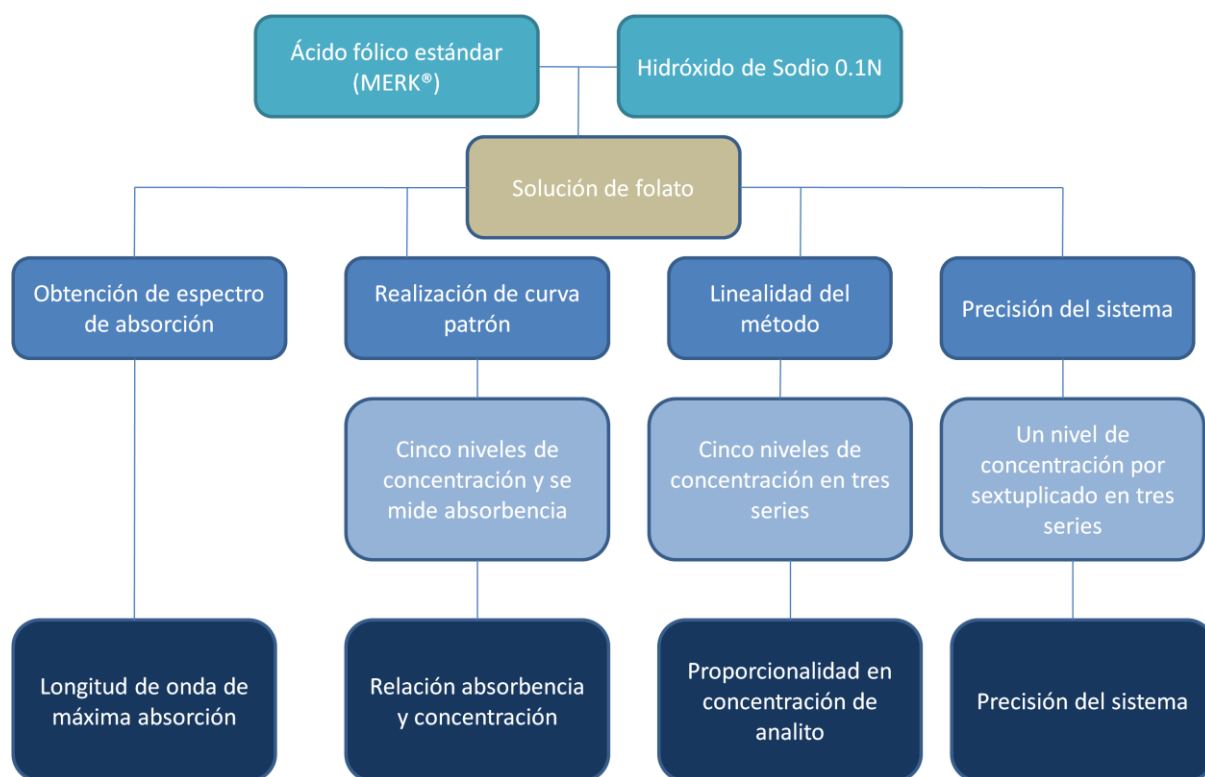 Ácido fólico estándar
(MERK®)
Hidróxido de Sodio 0.1N
Solución de folato
Obtención de espectro
de absorción
Realización de curva
patrón
Linealidad del
método
Precisión del sistema
Cinco niveles de
concentración y se
mide absorbencia
Cinco niveles de
concentración en tres
series
Un nivel de
concentración por
sextuplicado en tres
series
Longitud de onda de
máxima absorción
Relación absorbencia
y concentración
Proporcionalidad en
concentración de
analito
Precisión del sistema